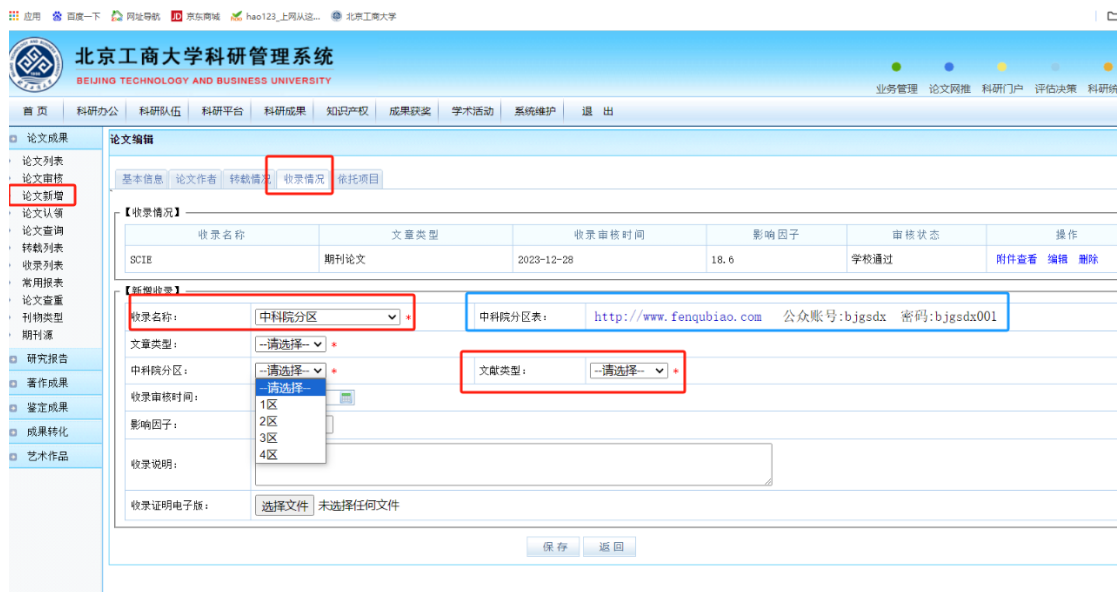 应用 百度一下 网址导航 JD 京东商城 hao123_上网从这... 北京工商大学
北京工商大学科研管理系统
BEIJING TECHNOLOGY AND BUSINESS UNIVERSITY
业务管理 论文网推 科研门户 评估决策 科研统
首 页 科研办公 科研队伍 科研平台 科研成果 知识产权 成果获奖 学术活动 系统维护 退 出
论文成果
论文列表
论文审核
论文新增
论文认领
论文查询
转载列表
收录列表
常用报表
论文查重
刊物类型
期刊源
研究报告
著作成果
鉴定成果
成果转化
艺术作品
论文编辑
基本信息 论文作者 转载情况 收录情况 依托项目
【收录情况】
收录名称 文章类型 收录审核时间 影响因子 审核状态 操作
SCIE 期刊论文 2023-12-28 18.6 学校通过 附件查看 编辑 删除
【新增收录】
收录名称: 中科院分区 * 中科院分区表: http://www.fenqubiao.com 公众账号:bjgsdx 密码:bjgsdx001
文章类型: --请选择-- *
中科院分区: --请选择-- * 文献类型: --请选择-- *
--请选择--
1区
2区
3区
4区
收录审核时间:
影响因子:
收录说明:
收录证明电子版: 选择文件 未选择任何文件
保 存 返 回